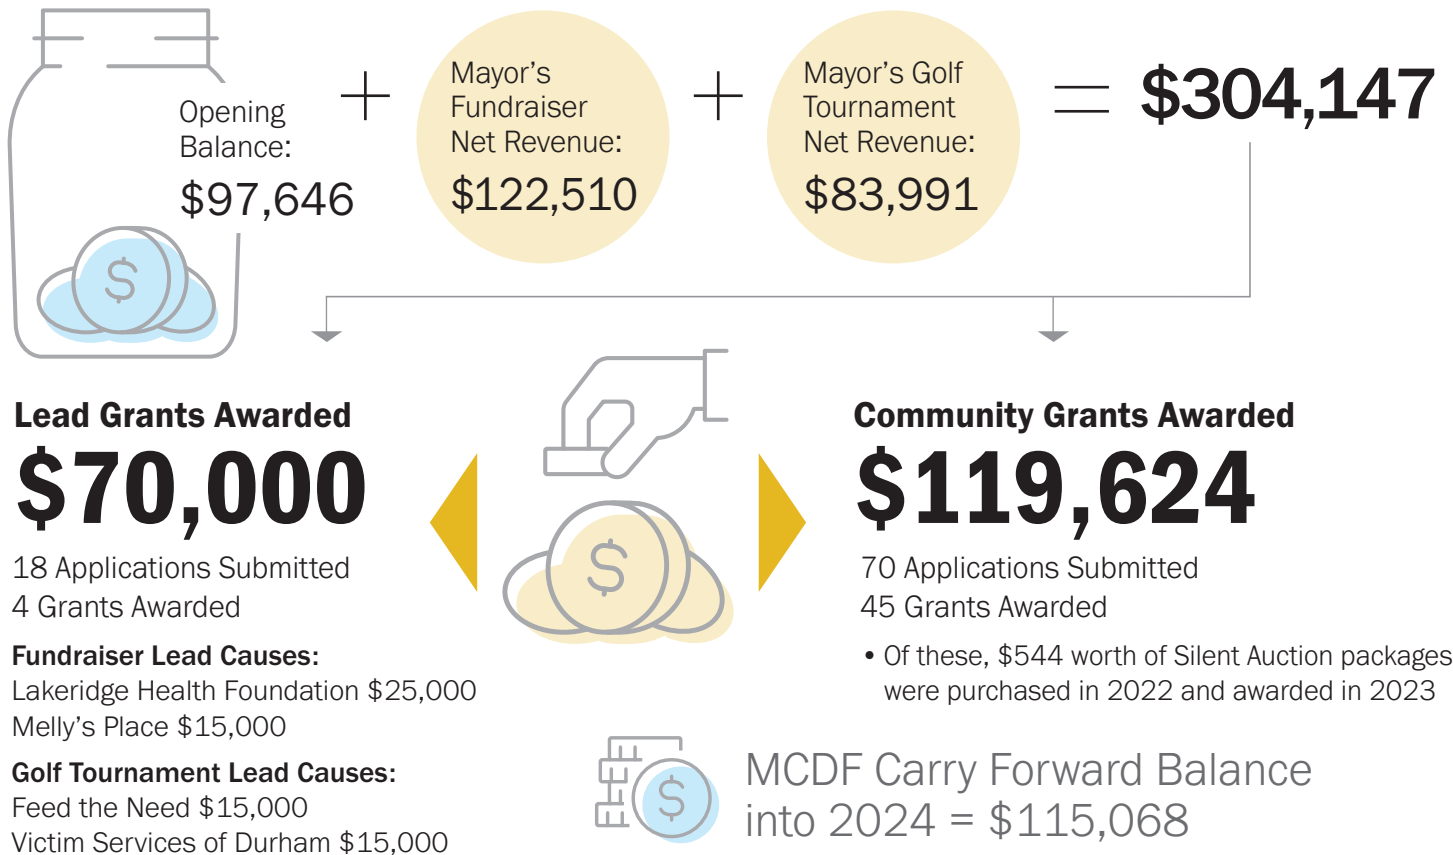 Opening
Balance:
$97,646
+
Mayor's
Fundraiser
Net Revenue:
$122,510
+
Mayor's Golf
Tournament
Net Revenue:
$83,991
= $304,147
Lead Grants Awarded
$70,000
18 Applications Submitted
4 Grants Awarded
Fundraiser Lead Causes:
Lakeridge Health Foundation $25,000
Melly's Place $15,000
Golf Tournament Lead Causes:
Feed the Need $15,000
Victim Services of Durham $15,000
$
$
Community Grants Awarded
$119,624
70 Applications Submitted
45 Grants Awarded
• Of these, $544 worth of Silent Auction packages
were purchased in 2022 and awarded in 2023
$
MCDF Carry Forward Balance
into 2024 = $115,068